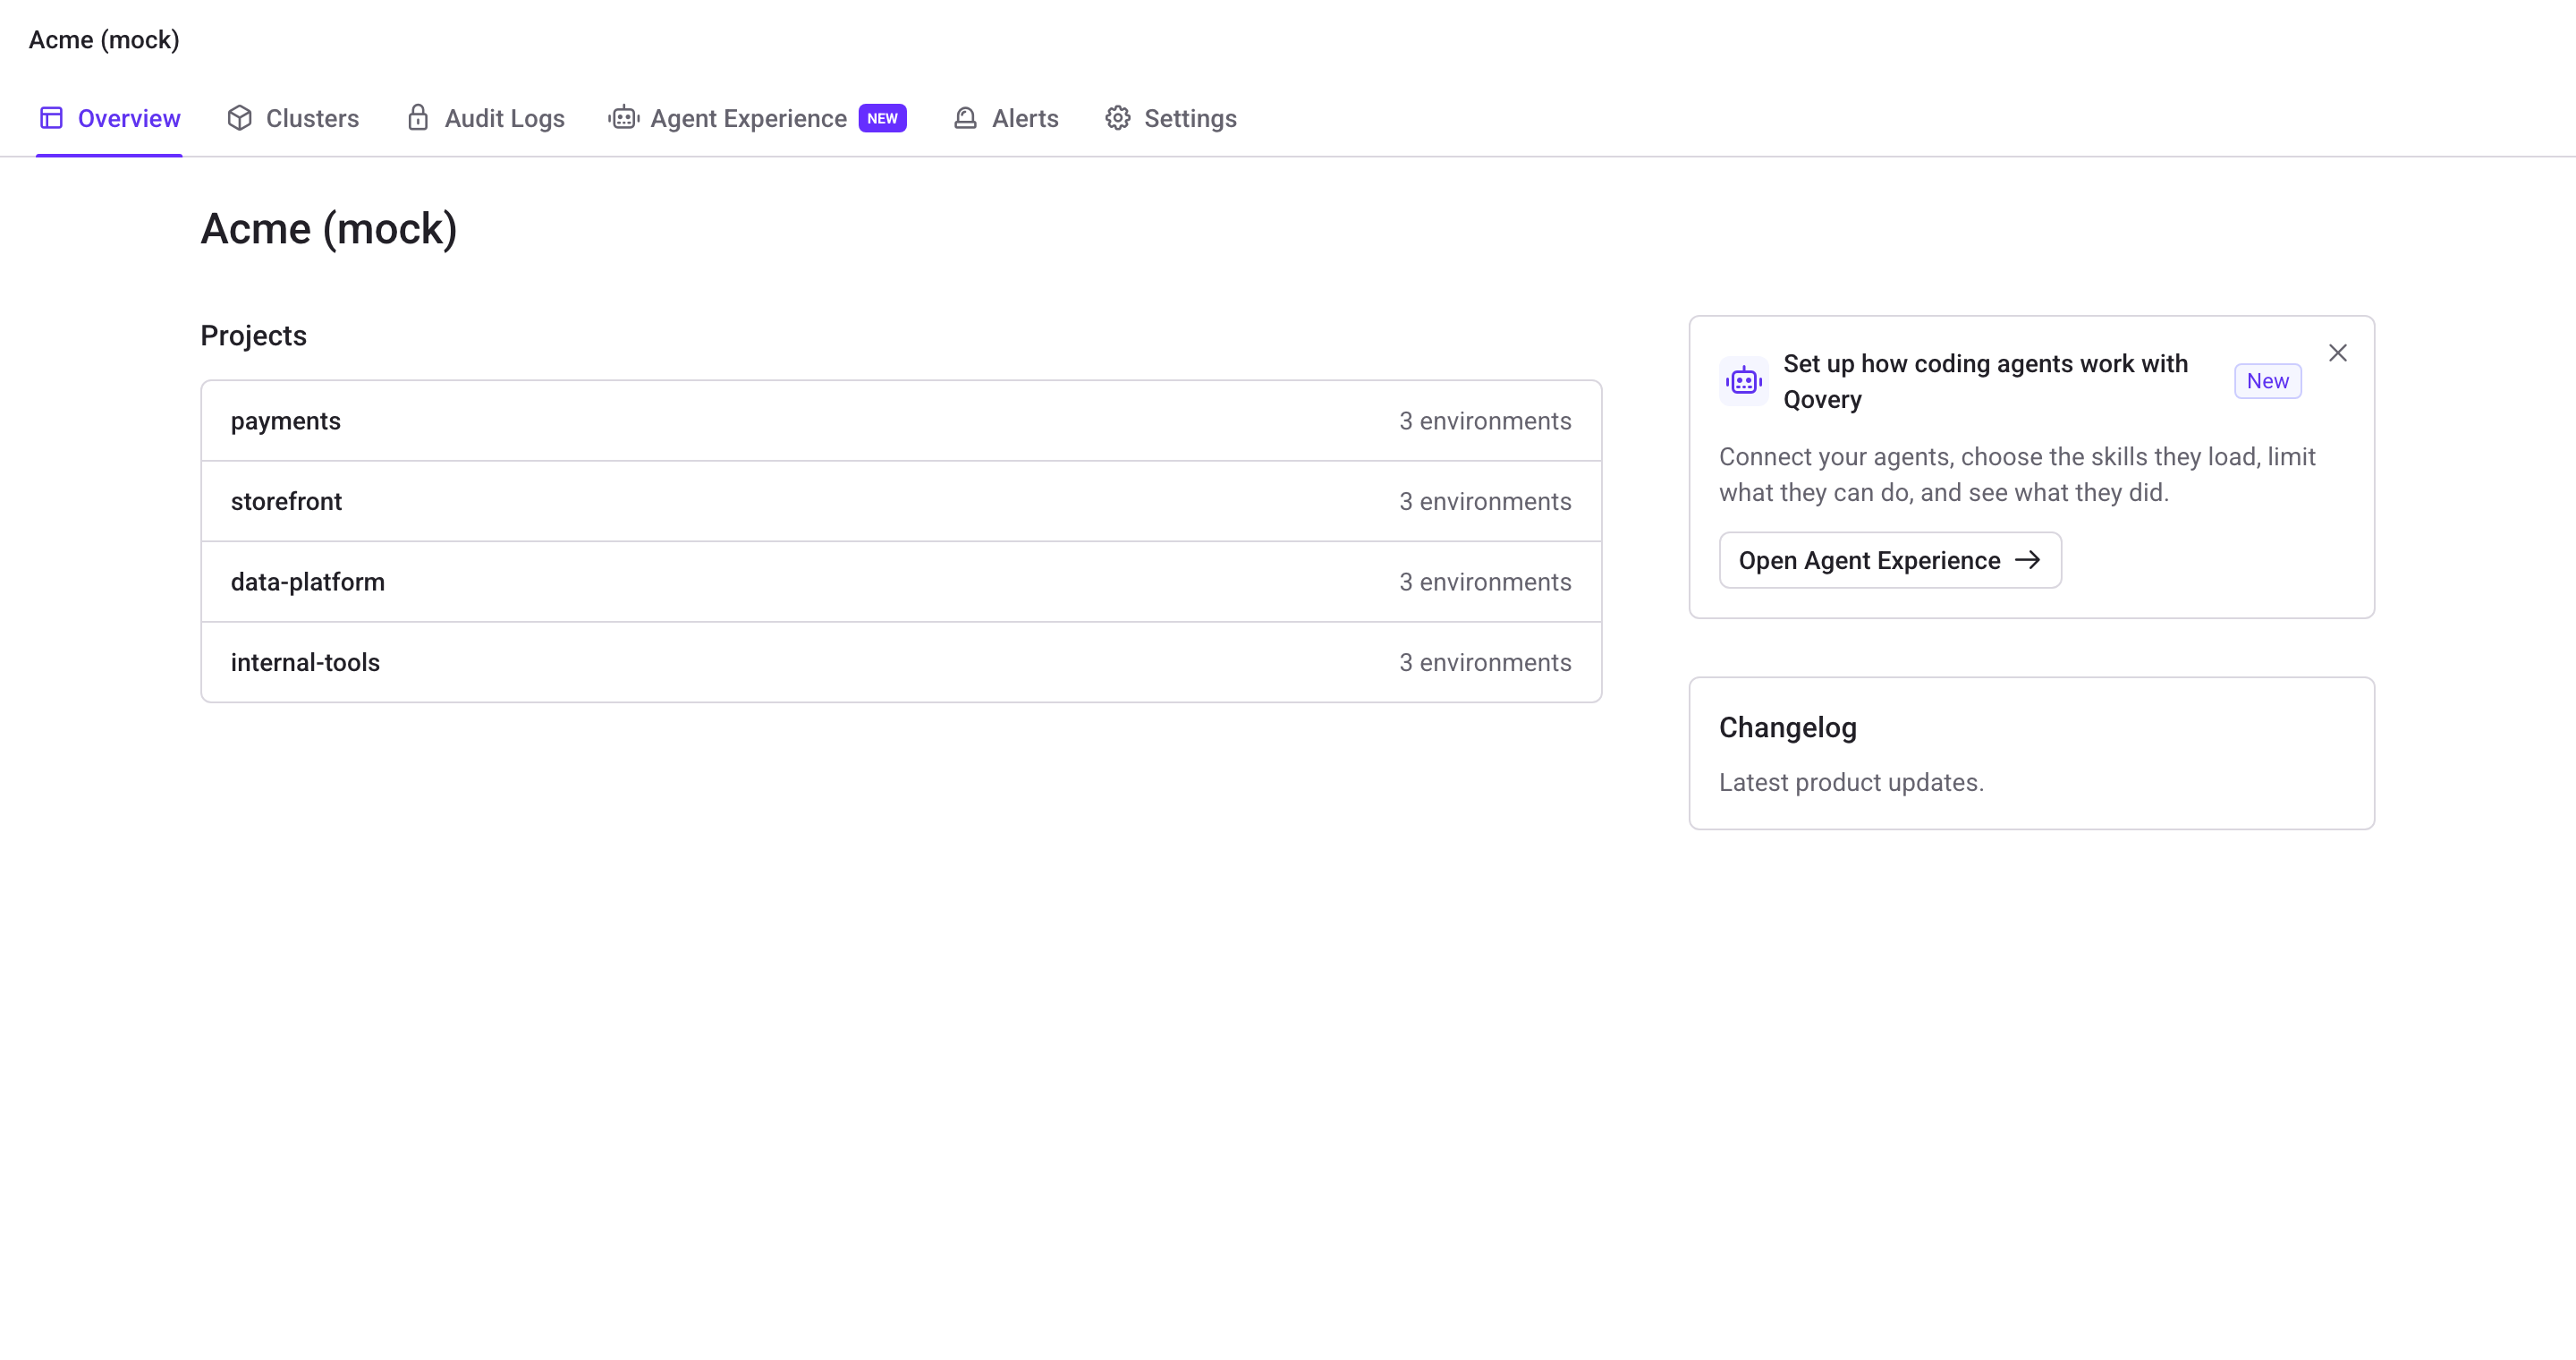 Acme (mock)
Overview Clusters Audit Logs Agent Experience NEW Alerts Settings
Acme (mock)
Projects
payments 3 environments
storefront 3 environments
data-platform 3 environments
internal-tools 3 environments
Set up how coding agents work with
Qovery
New
Connect your agents, choose the skills they load, limit
what they can do, and see what they did.
Open Agent Experience →
Changelog
Latest product updates.